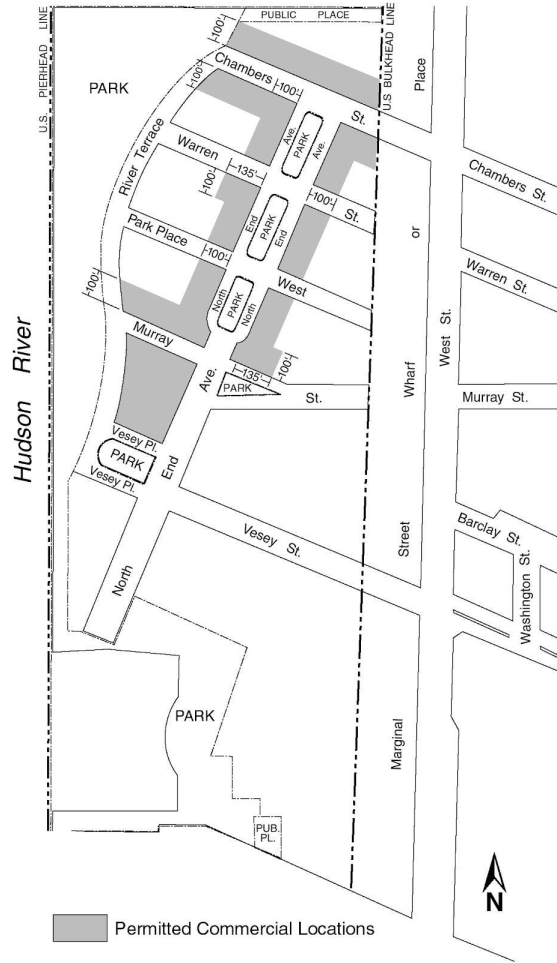 U.S. PIERHEAD LINE
PUBLIC PLACE
U.S BULKHEAD LINE
Place
100'
PARK
Chambers
100'
100'
St.
Ave.
PARK
Ave.
Chambers St.
River Terrace
Warren
135'
100'
100'
St.
or
Warren St.
End
PARK
End
Park Place
100'
West
100'
North
PARK
North
West St.
Hudson River
Murray
Wharf
Ave.
135'
100'
PARK
St.
Murray St.
Vesey Pl.
PARK
Vesey Pl.
End
Vesey St.
Street
Barclay St.
Washington St.
North
PARK
Marginal
PUB.
PL.
N
Permitted Commercial Locations